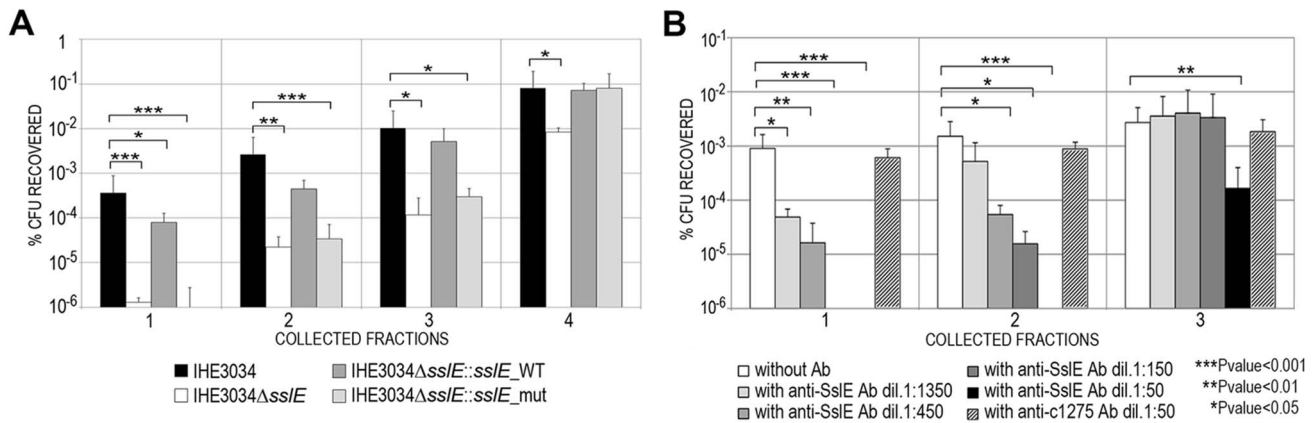 A
% CFU RECOVERED
1
10-1
10-2
10-3
10-4
10-5
10-6
*** * ***
** ***
* *
*
1 2 3 4
COLLECTED FRACTIONS
IHE3034
IHE3034ΔsslE
IHE3034ΔsslE::sslE_WT
IHE3034ΔsslE::sslE_mut
B
% CFU RECOVERED
10-1
10-2
10-3
10-4
10-5
10-6
*** *** ** *
*** * *
**
1 2 3
COLLECTED FRACTIONS
without Ab
with anti-SslE Ab dil.1:1350
with anti-SslE Ab dil.1:450
with anti-SslE Ab dil.1:150
with anti-SslE Ab dil.1:50
with anti-c1275 Ab dil.1:50
***Pvalue<0.001
**Pvalue<0.01
*Pvalue<0.05